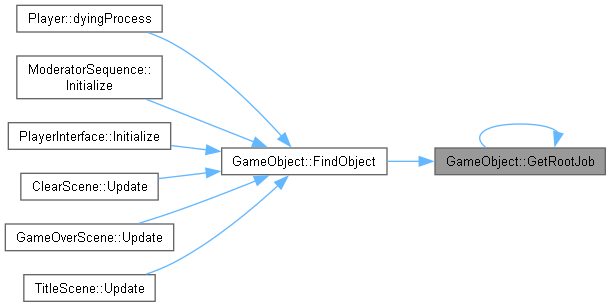 Player::dyingProcess
ModeratorSequence::
Initialize
PlayerInterface::Initialize
ClearScene::Update
GameOverScene::Update
TitleScene::Update
GameObject::FindObject
GameObject::GetRootJob